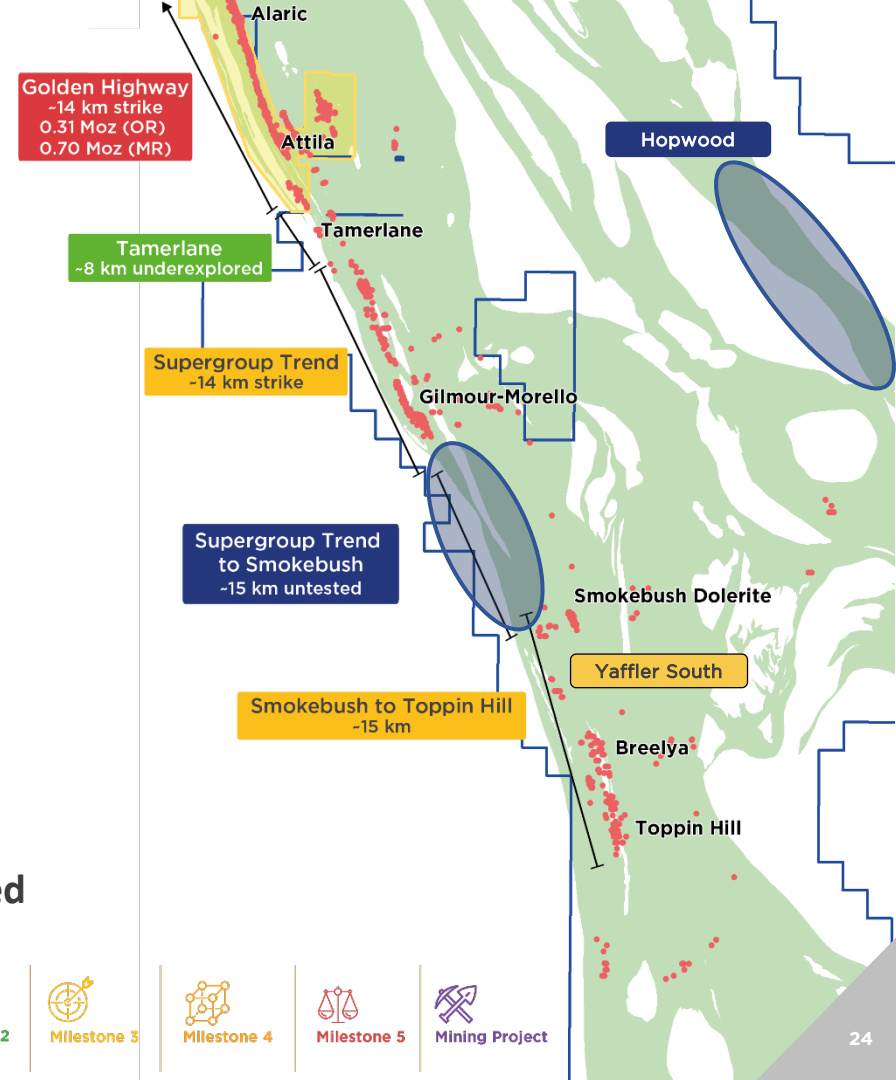 Alaric
Golden Highway
~14 km strike
0.31 Moz (OR)
0.70 Moz (MR)
Attila
Hopwood
Tamerlane
Tamerlane
~8 km underexplored
Supergroup Trend
~14 km strike
Gilmour-Morello
Supergroup Trend
to Smokebush
~15 km untested
Smokebush Dolerite
Yaffler South
Smokebush to Toppin Hill
~15 km
Breelya
Toppin Hill
ed
2
Milestone 3
Milestone 4
Milestone 5
Mining Project
24